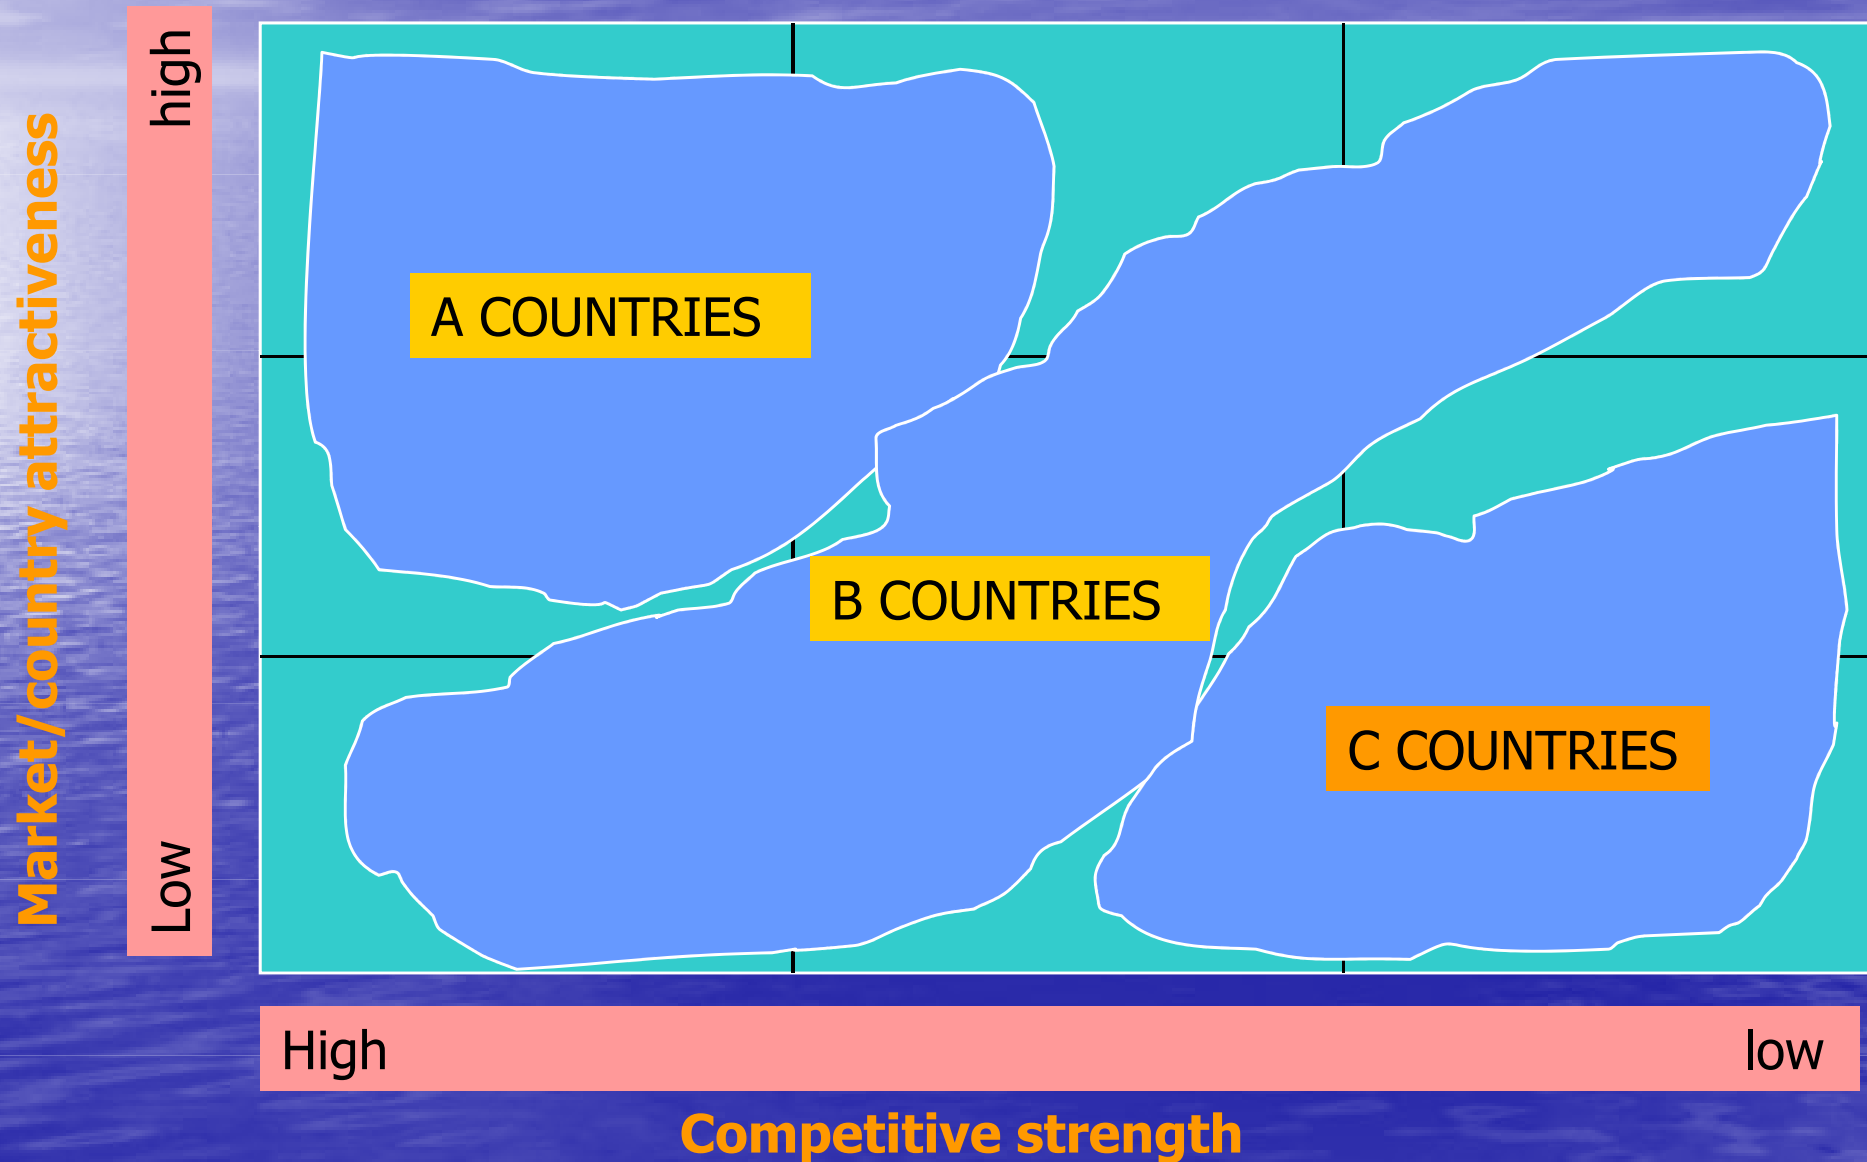 Market/country attractiveness
high
Low
A COUNTRIES
B COUNTRIES
C COUNTRIES
High
low
Competitive strength